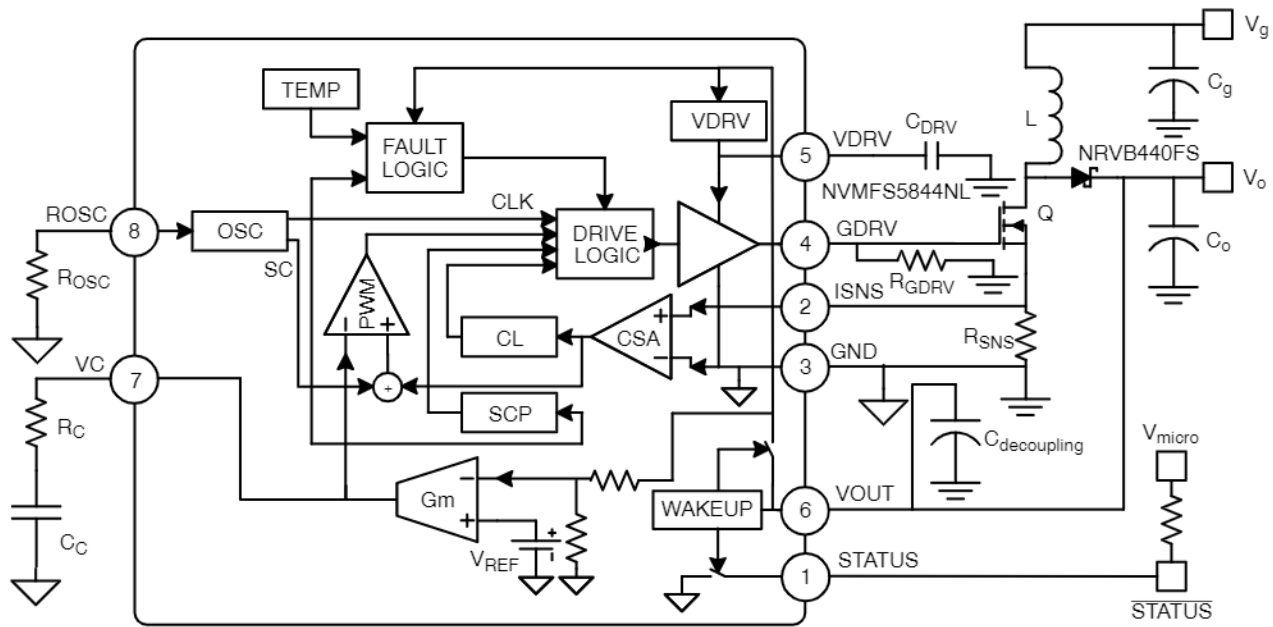 Vg
TEMP
VDRV
Cg
L
FAULT
LOGIC
VDRV
CDRV
5
NRVB440FS
NVMFS5844NL
Vo
ROSC
CLK
8
OSC
DRIVE
LOGIC
4
GDRV
Q
Co
SC
ROSC
RGDRV
PWM
− +
2
ISNS
CL
CSA
+
−
RSNS
VC
3
GND
7
+
SCP
RC
Cdecoupling
Vmicro
Gm
−
+
WAKEUP
6
VOUT
CC
VREF
+
-
STATUS
1
STATUS